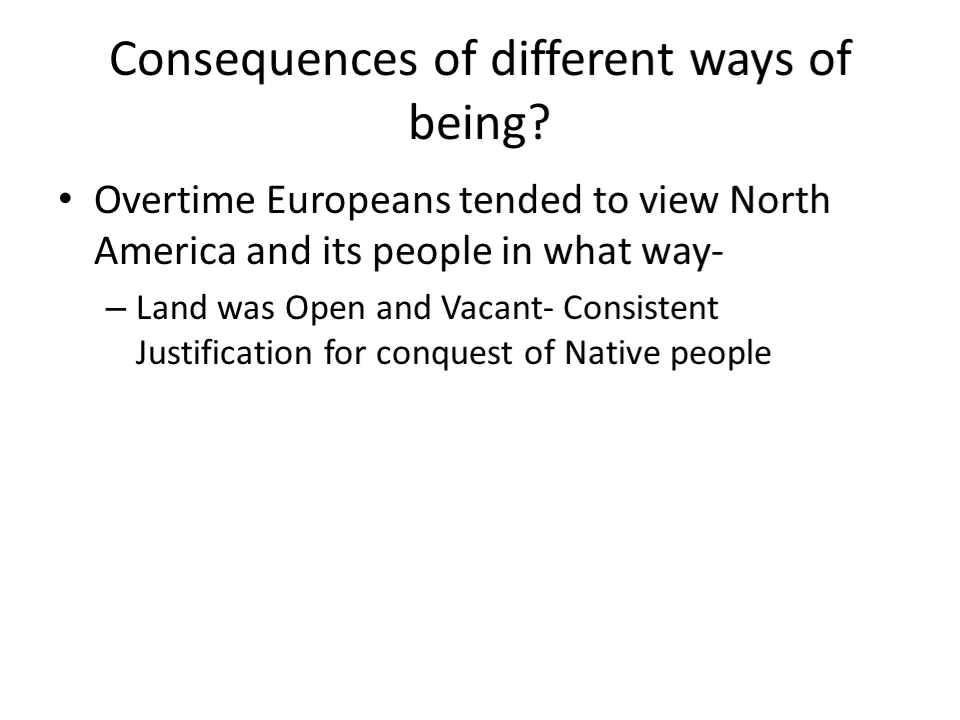 Consequences of different ways of
being?
• Overtime Europeans tended to view North
America and its people in what way-
– Land was Open and Vacant- Consistent
Justification for conquest of Native people